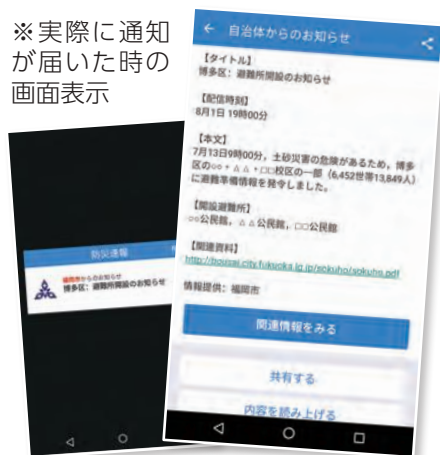 ※実際に通知
が届いた時の
画面表示
防災速報
福岡市からのお知らせ
博多区：避難所開設のお知らせ
自治体からのお知らせ
【タイトル】
博多区：避難所開設のお知らせ
【配信時刻】
8月1日 19時00分
【本文】
7月13日9時00分，土砂災害の危険があるため，博多
区の○○・△△・□□校区の一部（6,452世帯13,849人）
に避難準備情報を発令しました。
【開設避難所】
○○公民館，△△公民館，□□公民館
【関連資料】
http://bousai.city.fukuoka.lg.jp/sokuho/sokuho.pdf
情報提供：福岡市
関連情報をみる
共有する
内容を読み上げる